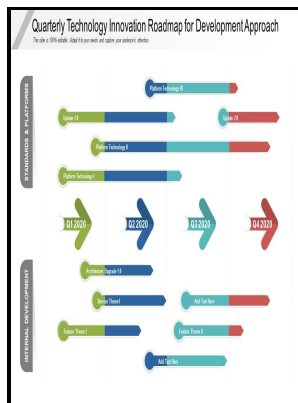 Quarterly Technology Innovation Roadmap for Development Approach
This slide is 100% editable. Adapt it to your needs and capture your audience's attention.
STANDARDS & PLATFORMS
Platform Technology III
Update 1.0
Update 2.0
Platform Technology II
Platform Technology I
Q1 2020
Q2 2020
Q3 2020
Q4 2020
INTERNAL DEVELOPMENT
Architecture Upgrade 1.0
Service Theme I
Add Text Here
Feature Theme I
Feature Theme II
Add Text Here